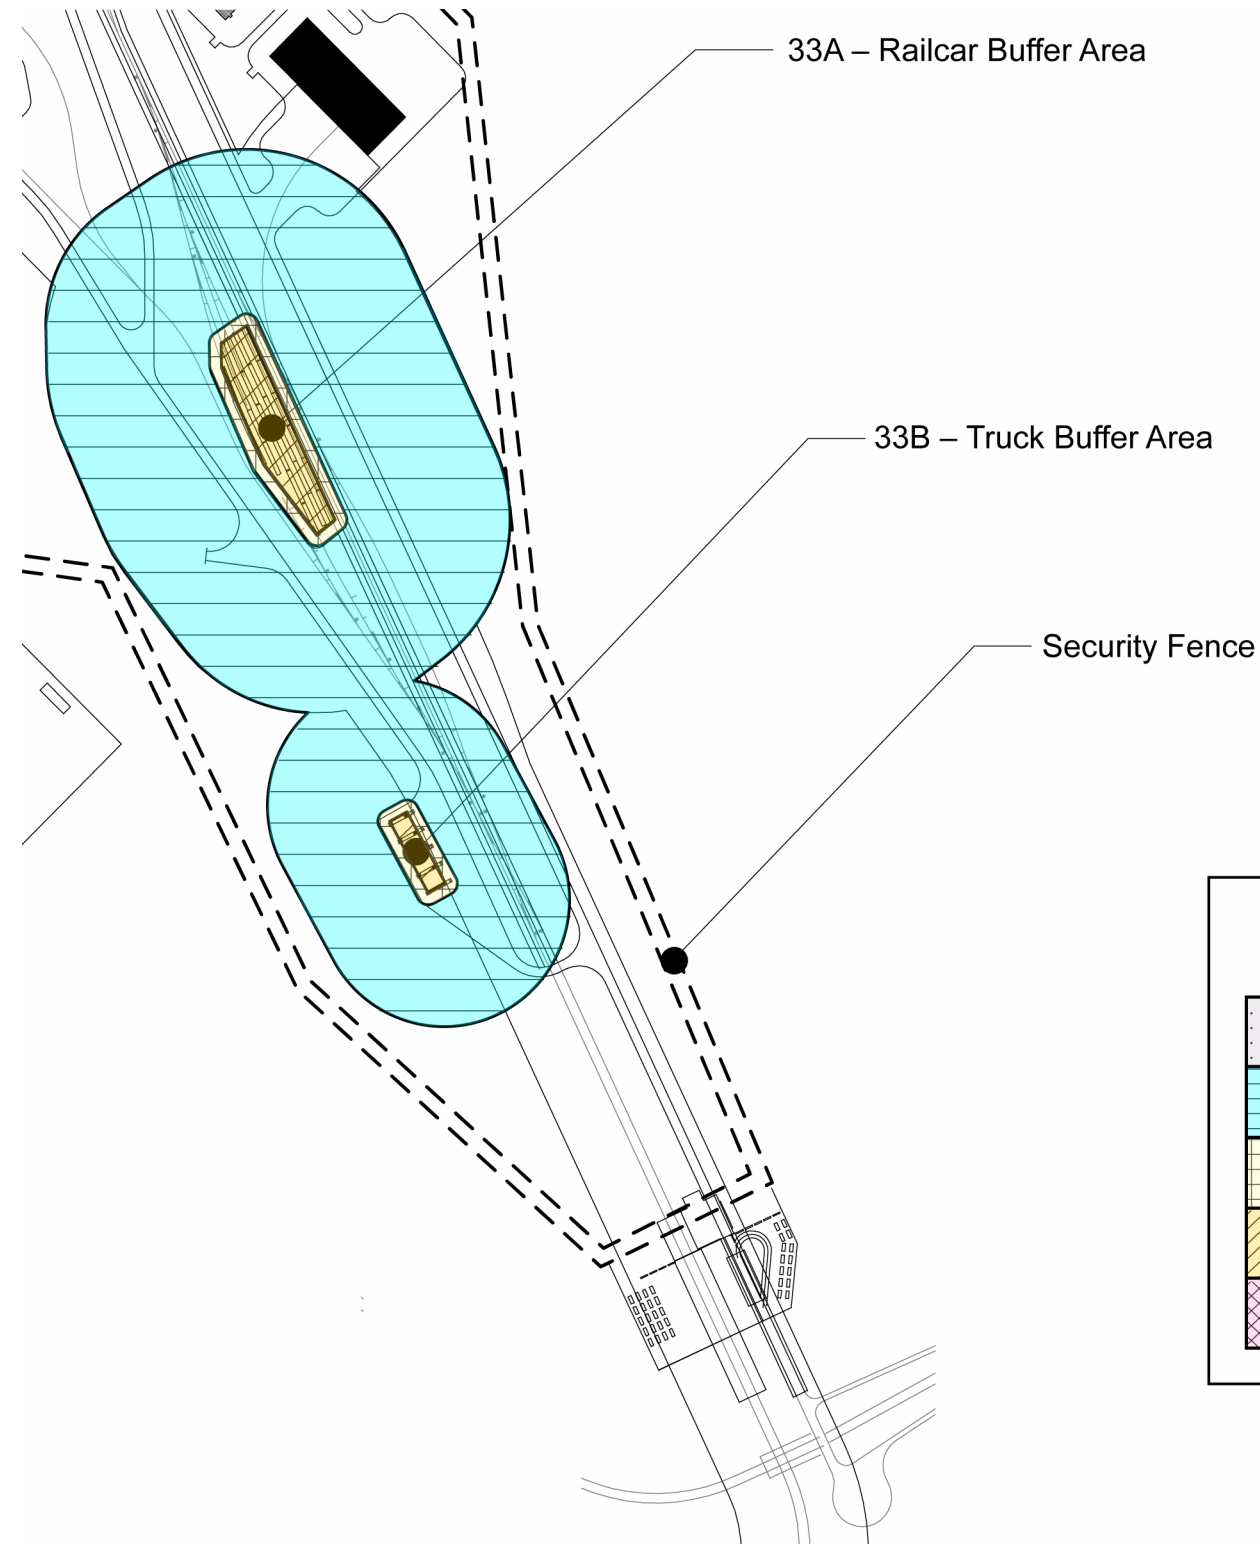 33A – Railcar Buffer Area
33B – Truck Buffer Area
Security Fence